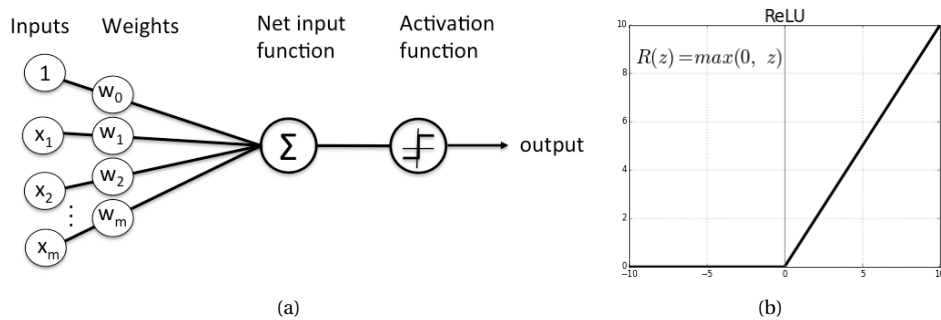 Inputs
Weights
Net input
function
Activation
function
1
w0
x1
w1
x2
w2
⋮
xm
wm
Σ
output
(a)
ReLU
R(z) =max(0, z)
10
8
6
4
2
0
−10
−5
0
5
10
(b)